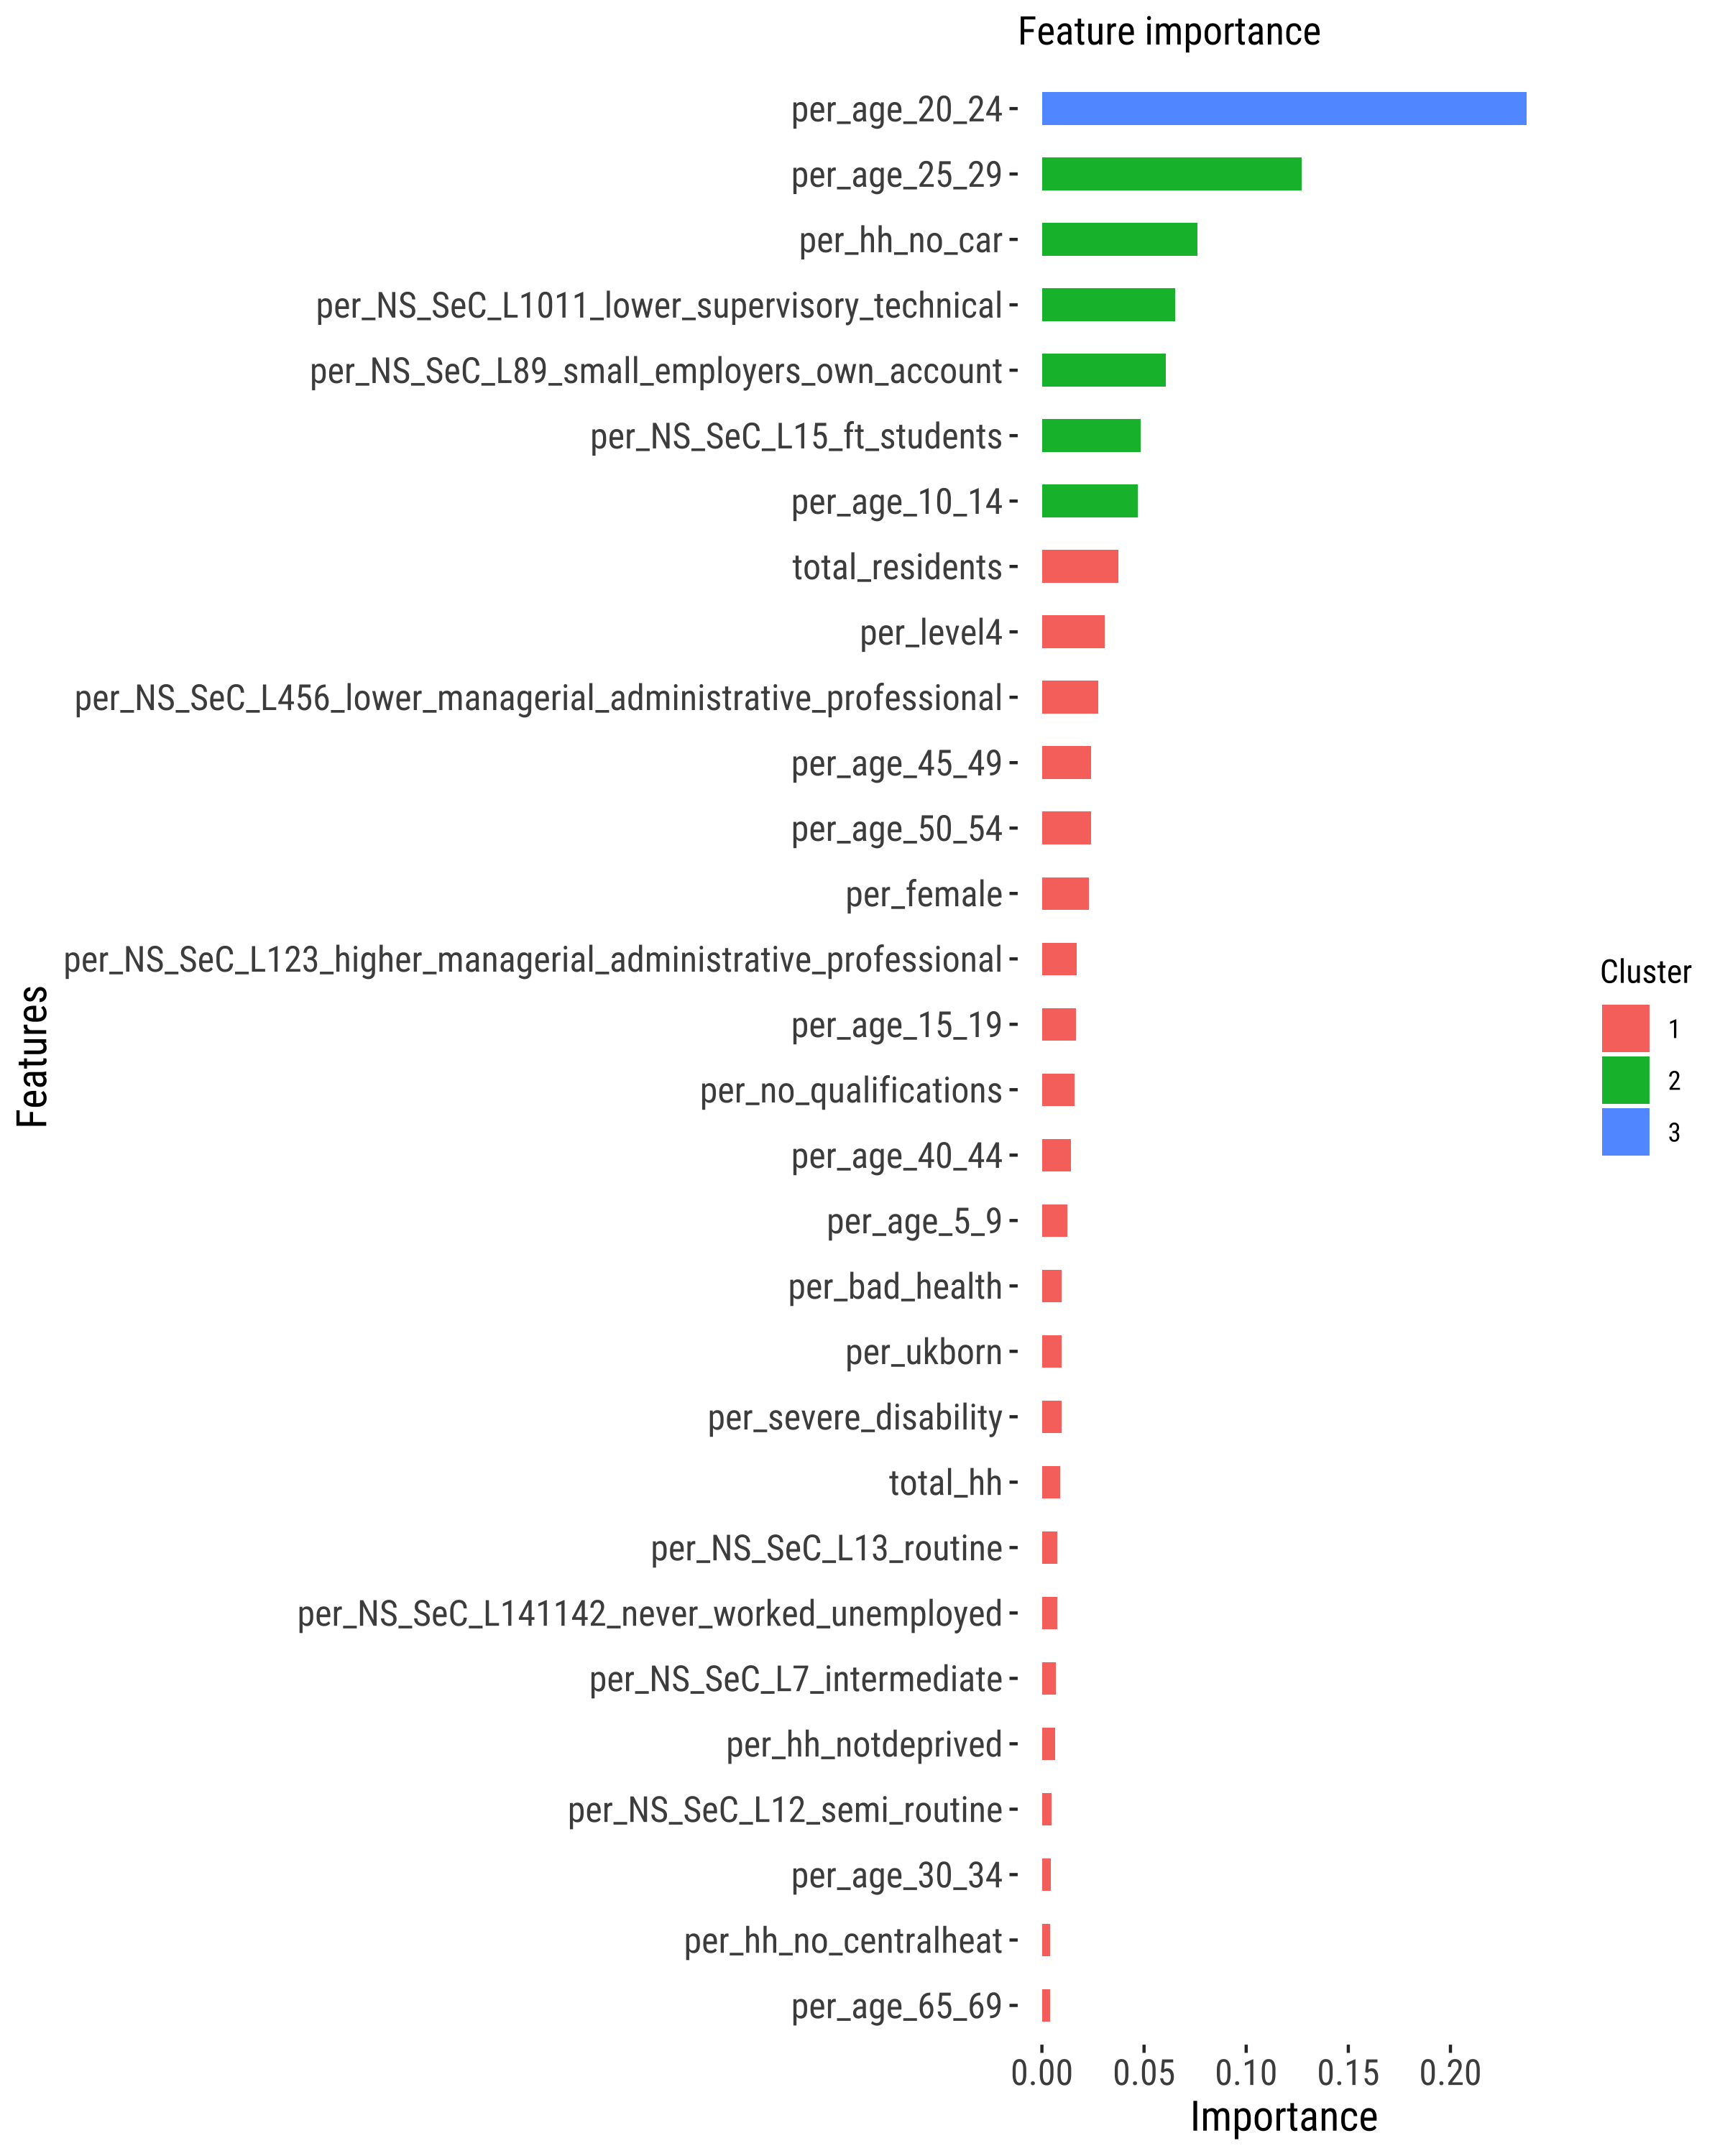 Feature importance
per_age_20_24
per_age_25_29
per_hh_no_car
per_NS_SeC_L1011_lower_supervisory_technical
per_NS_SeC_L89_small_employers_own_account
per_NS_SeC_L15_ft_students
per_age_10_14
total_residents
per_level4
per_NS_SeC_L456_lower_managerial_administrative_professional
per_age_45_49
per_age_50_54
per_female
per_NS_SeC_L123_higher_managerial_administrative_professional
per_age_15_19
per_no_qualifications
per_age_40_44
per_age_5_9
per_bad_health
per_ukborn
per_severe_disability
total_hh
per_NS_SeC_L13_routine
per_NS_SeC_L141142_never_worked_unemployed
per_NS_SeC_L7_intermediate
per_hh_notdeprived
per_NS_SeC_L12_semi_routine
per_age_30_34
per_hh_no_centralheat
per_age_65_69
Features
0.00 0.05 0.10 0.15 0.20
Importance
Cluster
1
2
3